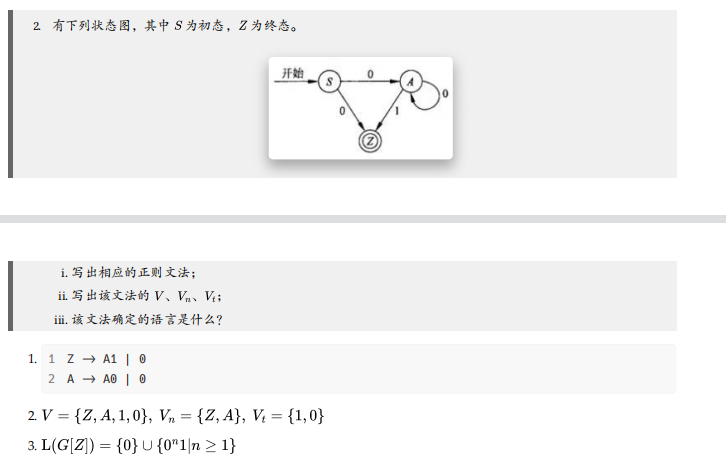 2. 有下列状态图，其中 S 为初态，Z 为终态。
开始 S 0 A 0
0 1
Z
i. 写出相应的正则文法；
ii. 写出该文法的 V、Vₙ、Vₜ；
iii. 该文法确定的语言是什么？
1. 1 Z → A1 | 0
2 A → A0 | 0
2. V = {Z, A, 1, 0}, Vₙ = {Z, A}, Vₜ = {1, 0}
3. L(G[Z]) = {0} ∪ {0ⁿ1|n ≥ 1}